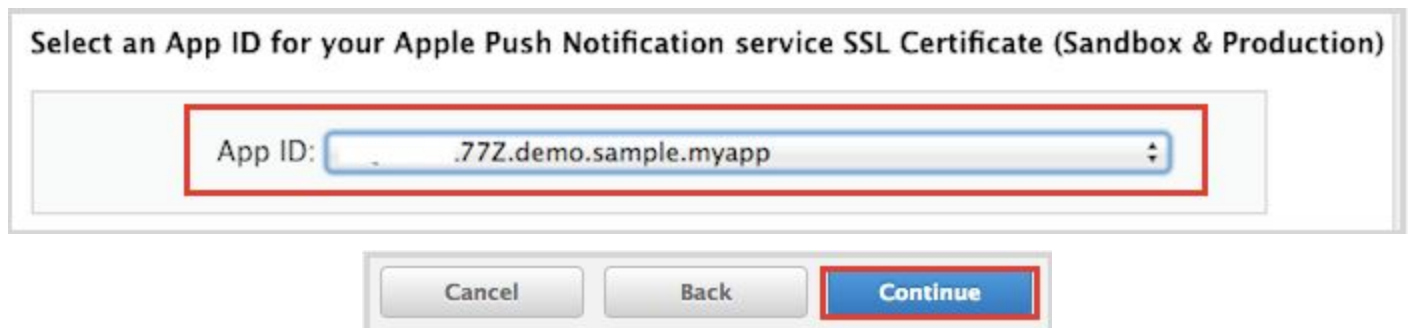 Select an App ID for your Apple Push Notification service SSL Certificate (Sandbox & Production)
App ID: .77Z.demo.sample.myapp
Cancel Back Continue